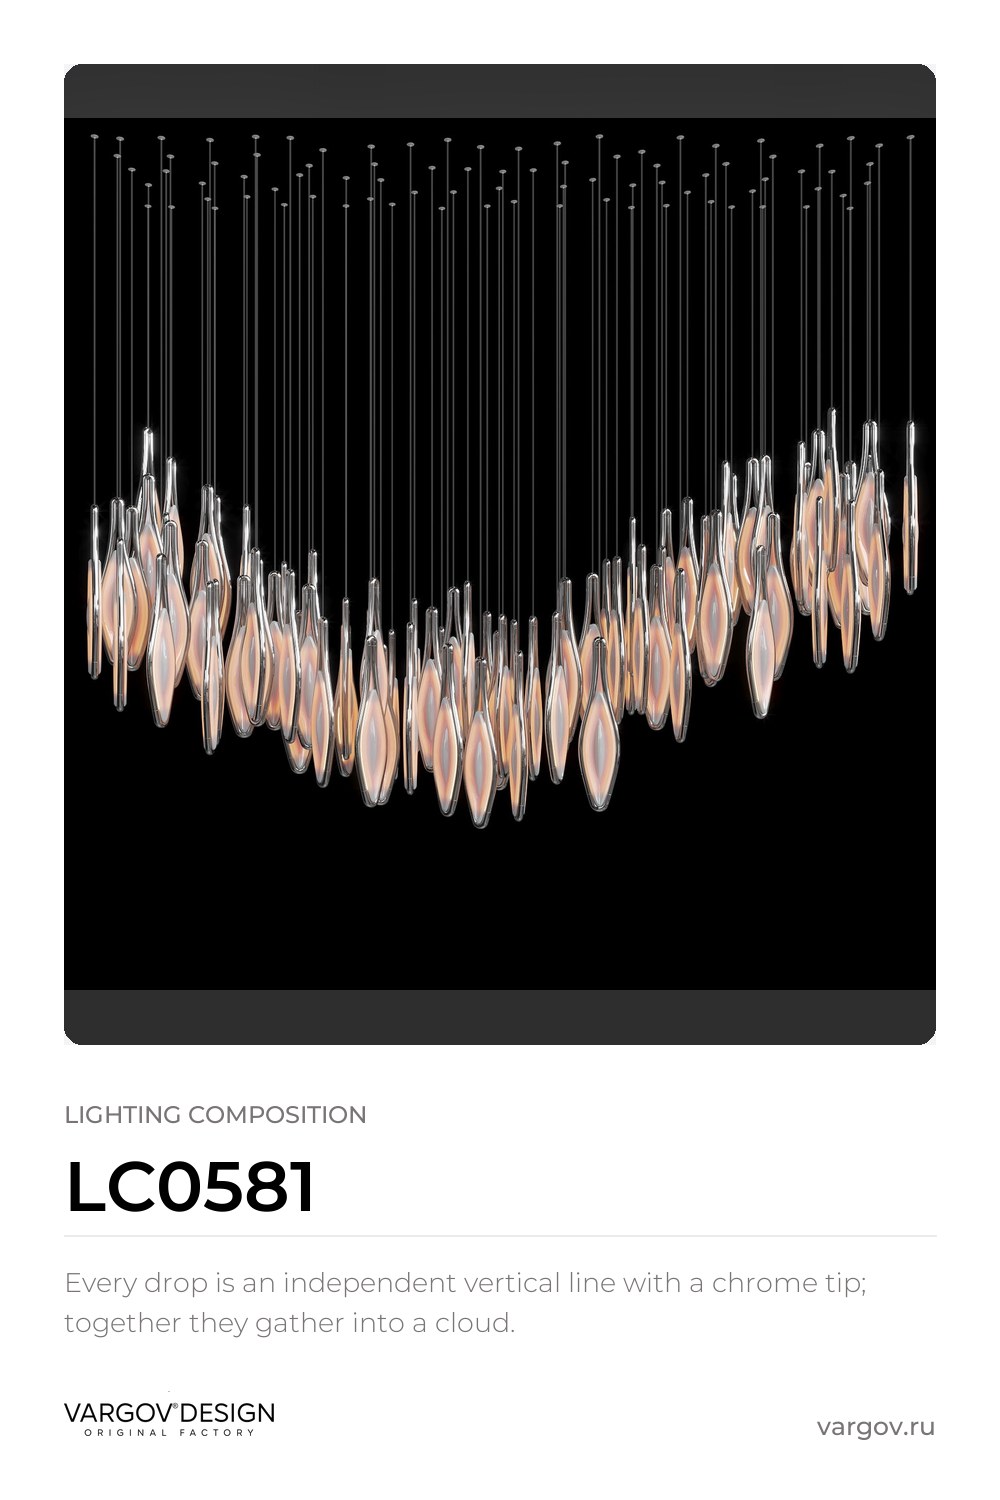 LIGHTING COMPOSITION
LC0581
Every drop is an independent vertical line with a chrome tip;
together they gather into a cloud.
VARGOV®DESIGN
ORIGINAL FACTORY
vargov.ru